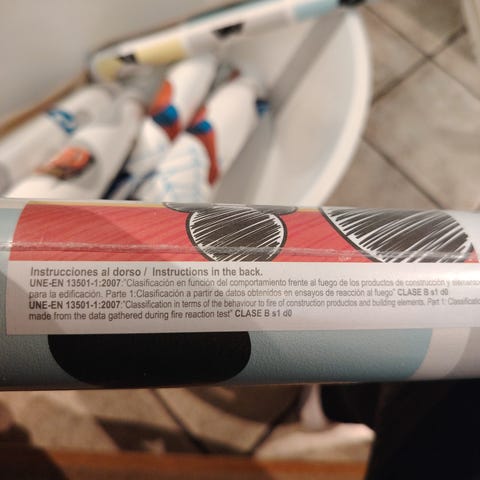 Instrucciones al dorso / Instructions in the back.
UNE-EN 13501-1:2007:"Clasificación en función del comportamiento frente al fuego de los productos de construcción y elementos
para la edificación. Parte 1:Clasificación a partir de datos obtenidos en ensayos de reacción al fuego" CLASE B s1 d0
UNE-EN 13501-1:2007:"Classification in terms of the behaviour to fire of construction products and building elements. Part 1: Classification
made from the data gathered during fire reaction test" CLASE B s1 d0